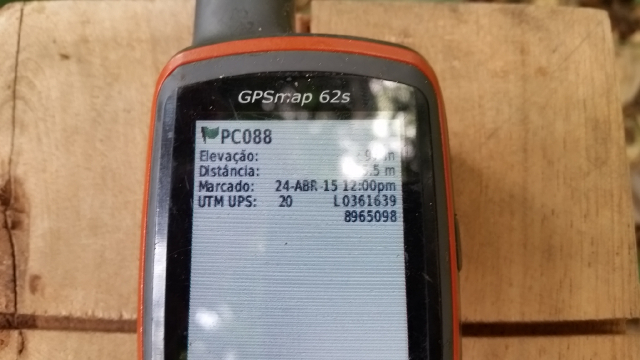 GPSmap 62s
PC088
Elevação:
Distância: m
Marcado: 24-ABR-15 12:00pm
UTM UPS: 20 L0361639
8965098